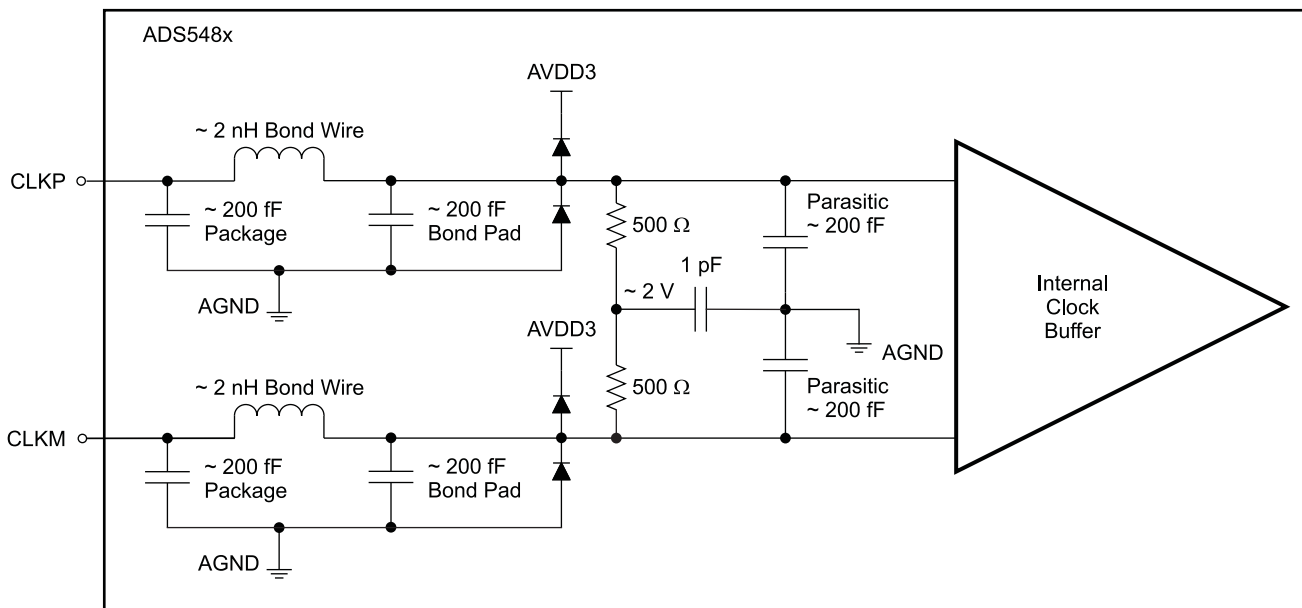 ADS548x
AVDD3
~ 2 nH Bond Wire
CLKP
~ 200 fF
Package
~ 200 fF
Bond Pad
500 Ω
Parasitic
~ 200 fF
1 pF
~ 2 V
AGND
Internal
Clock
Buffer
AVDD3
AGND
~ 2 nH Bond Wire
500 Ω
Parasitic
~ 200 fF
CLKM
~ 200 fF
Package
~ 200 fF
Bond Pad
AGND